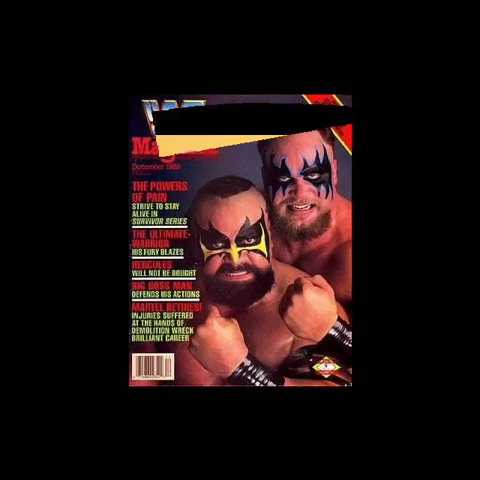 December 1988
THE POWERS
OF PAIN
STRIVE TO STAY
ALIVE IN
SURVIVOR SERIES
THE ULTIMATE
WARRIOR
HIS FURY BLAZES
HERCULES
WILL NOT BE BOUGHT
BIG BOSS MAN
DEFENDS HIS ACTIONS
MARTEL RETIRES!
INJURIES SUFFERED
AT THE HANDS OF
DEMOLITION WRECK
BRILLIANT CAREER